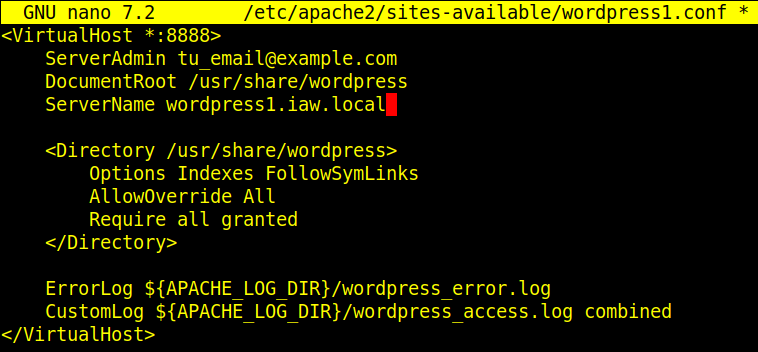 GNU nano 7.2 /etc/apache2/sites-available/wordpress1.conf *
<VirtualHost *:8888>
    ServerAdmin tu_email@example.com
    DocumentRoot /usr/share/wordpress
    ServerName wordpress1.iaw.local

    <Directory /usr/share/wordpress>
        Options Indexes FollowSymLinks
        AllowOverride All
        Require all granted
    </Directory>

    ErrorLog ${APACHE_LOG_DIR}/wordpress_error.log
    CustomLog ${APACHE_LOG_DIR}/wordpress_access.log combined
</VirtualHost>